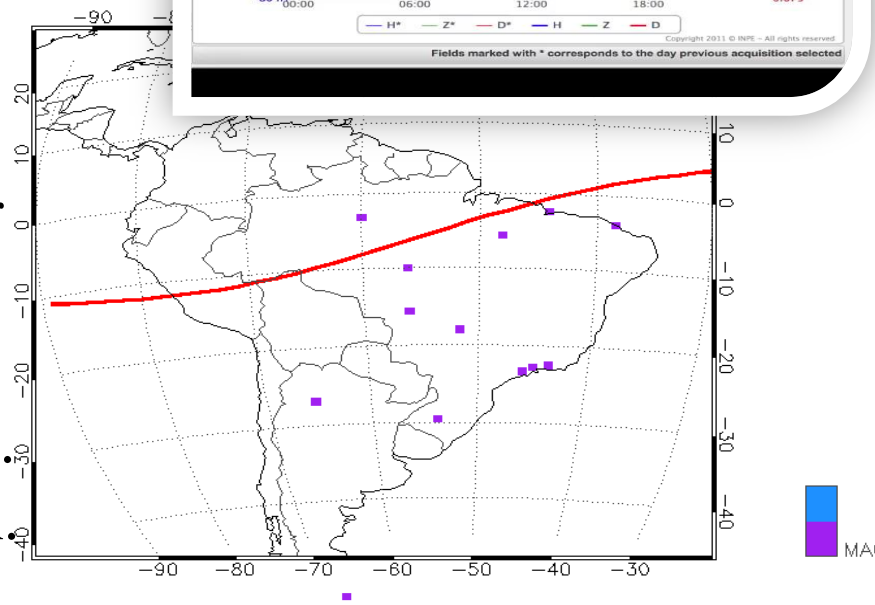 00:00 06:00 12:00 18:00
H* Z* D* H Z D
Copyright 2011 © INPE - All rights reserved
Fields marked with * corresponds to the day previous acquisition selected
-90
20
10
0
-10
-20
-30
-40
10
0
-10
-20
-30
-40
-90 -80 -70 -60 -50 -40 -30